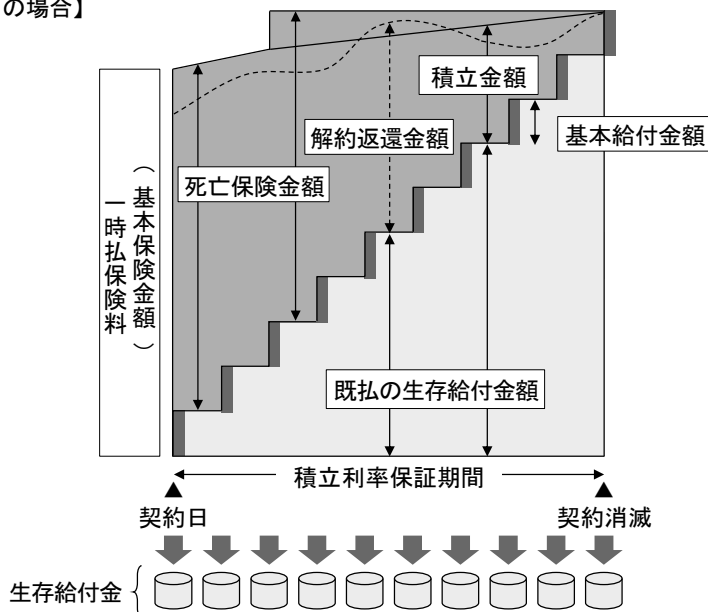 の場合】
積立金額
基本給付金額
解約返還金額
死亡保険金額
（基本保険金額）
一時払保険料
既払の生存給付金額
積立利率保証期間
▲
▲
契約日
契約消滅
生存給付金